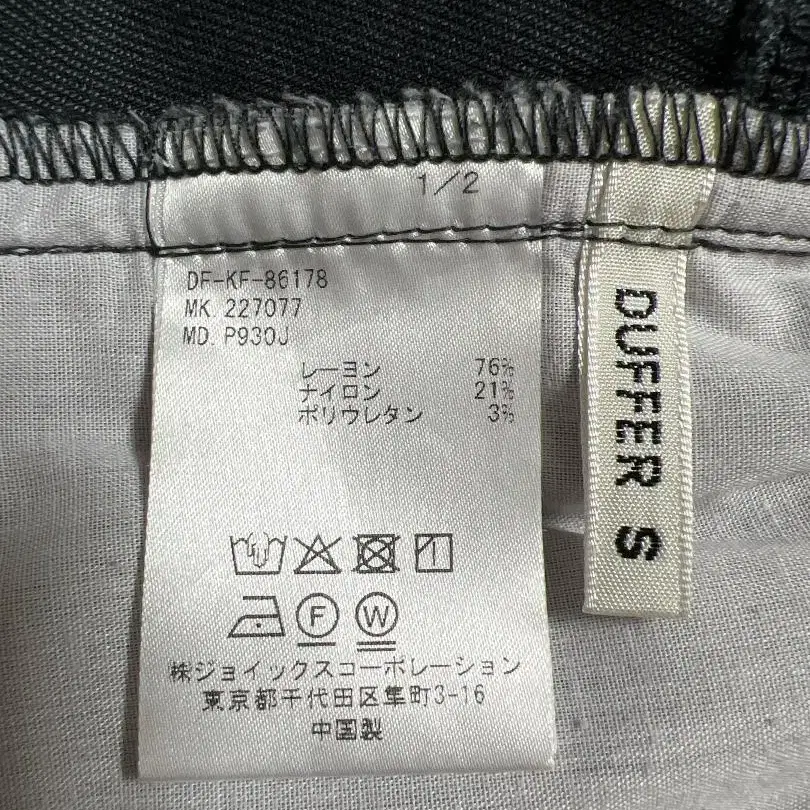 1/2
DF-KF-86178
MK. 227077
MD. P930J
レーヨン 76%
ナイロン 21%
ポリウレタン 3%
F
W
株ジョイックスコーポレーション
東京都千代田区隼町3-16
中国製
DUFFER S